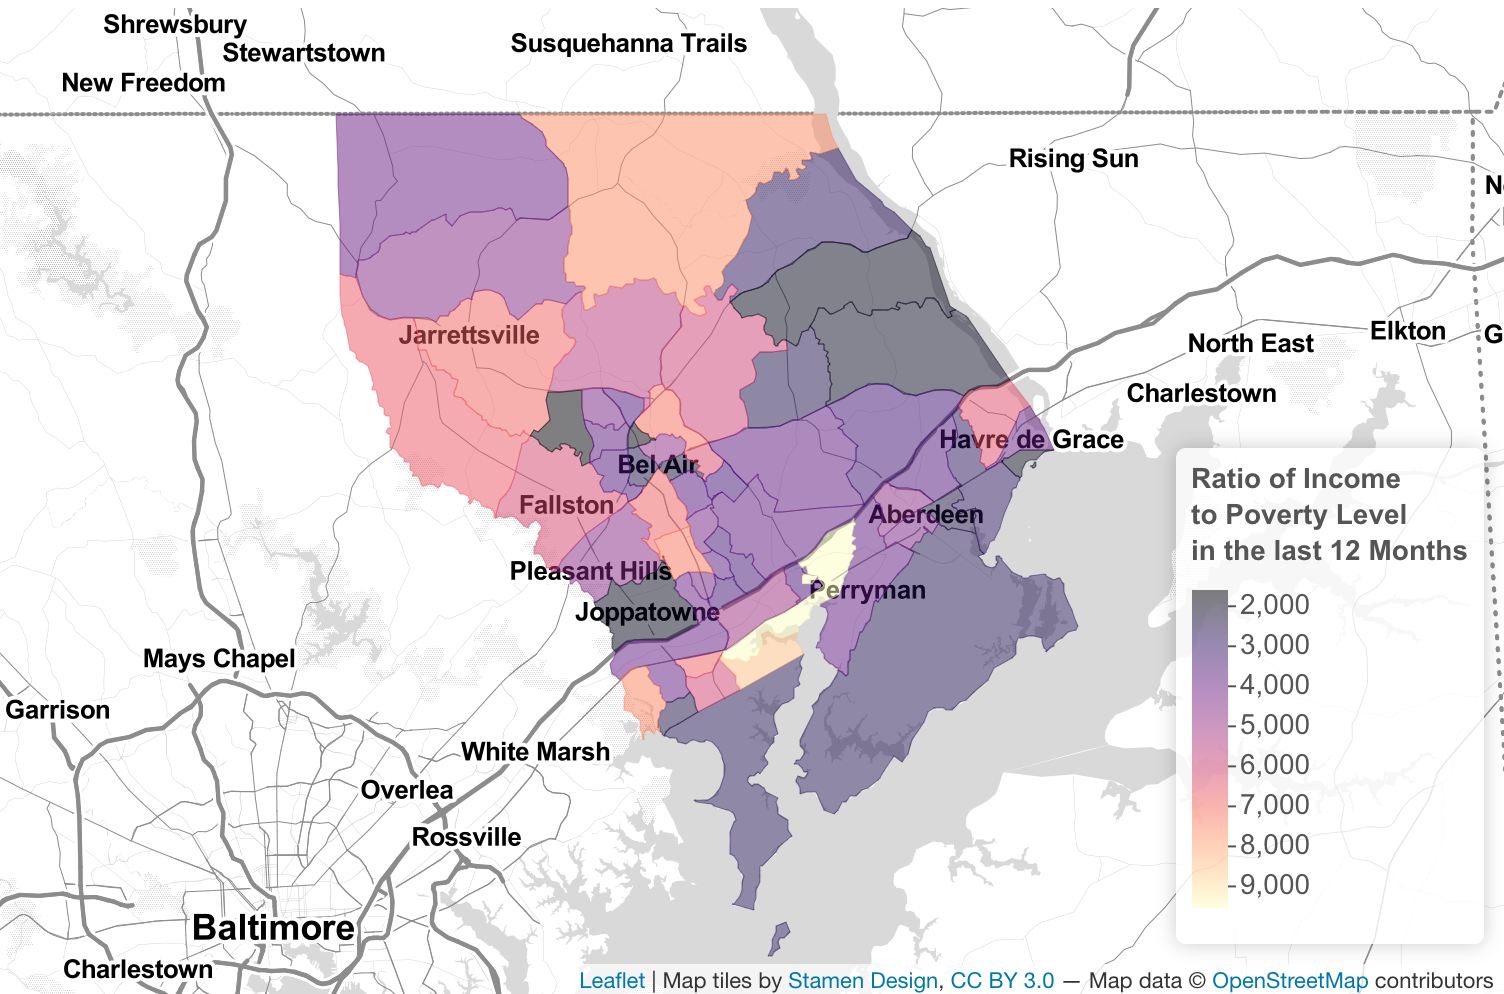 Shrewsbury
Stewartstown
Susquehanna Trails
New Freedom
Rising Sun
Jarrettsville
North East
Elkton
G
Charlestown
Havre de Grace
Bel Air
Fallston
Aberdeen
Pleasant Hills
Perryman
Joppatowne
Mays Chapel
Garrison
White Marsh
Overlea
Rossville
Baltimore
Charlestown
Ratio of Income
to Poverty Level
in the last 12 Months
2,000
3,000
4,000
5,000
6,000
7,000
8,000
9,000
Leaflet | Map tiles by Stamen Design, CC BY 3.0 — Map data © OpenStreetMap contributors